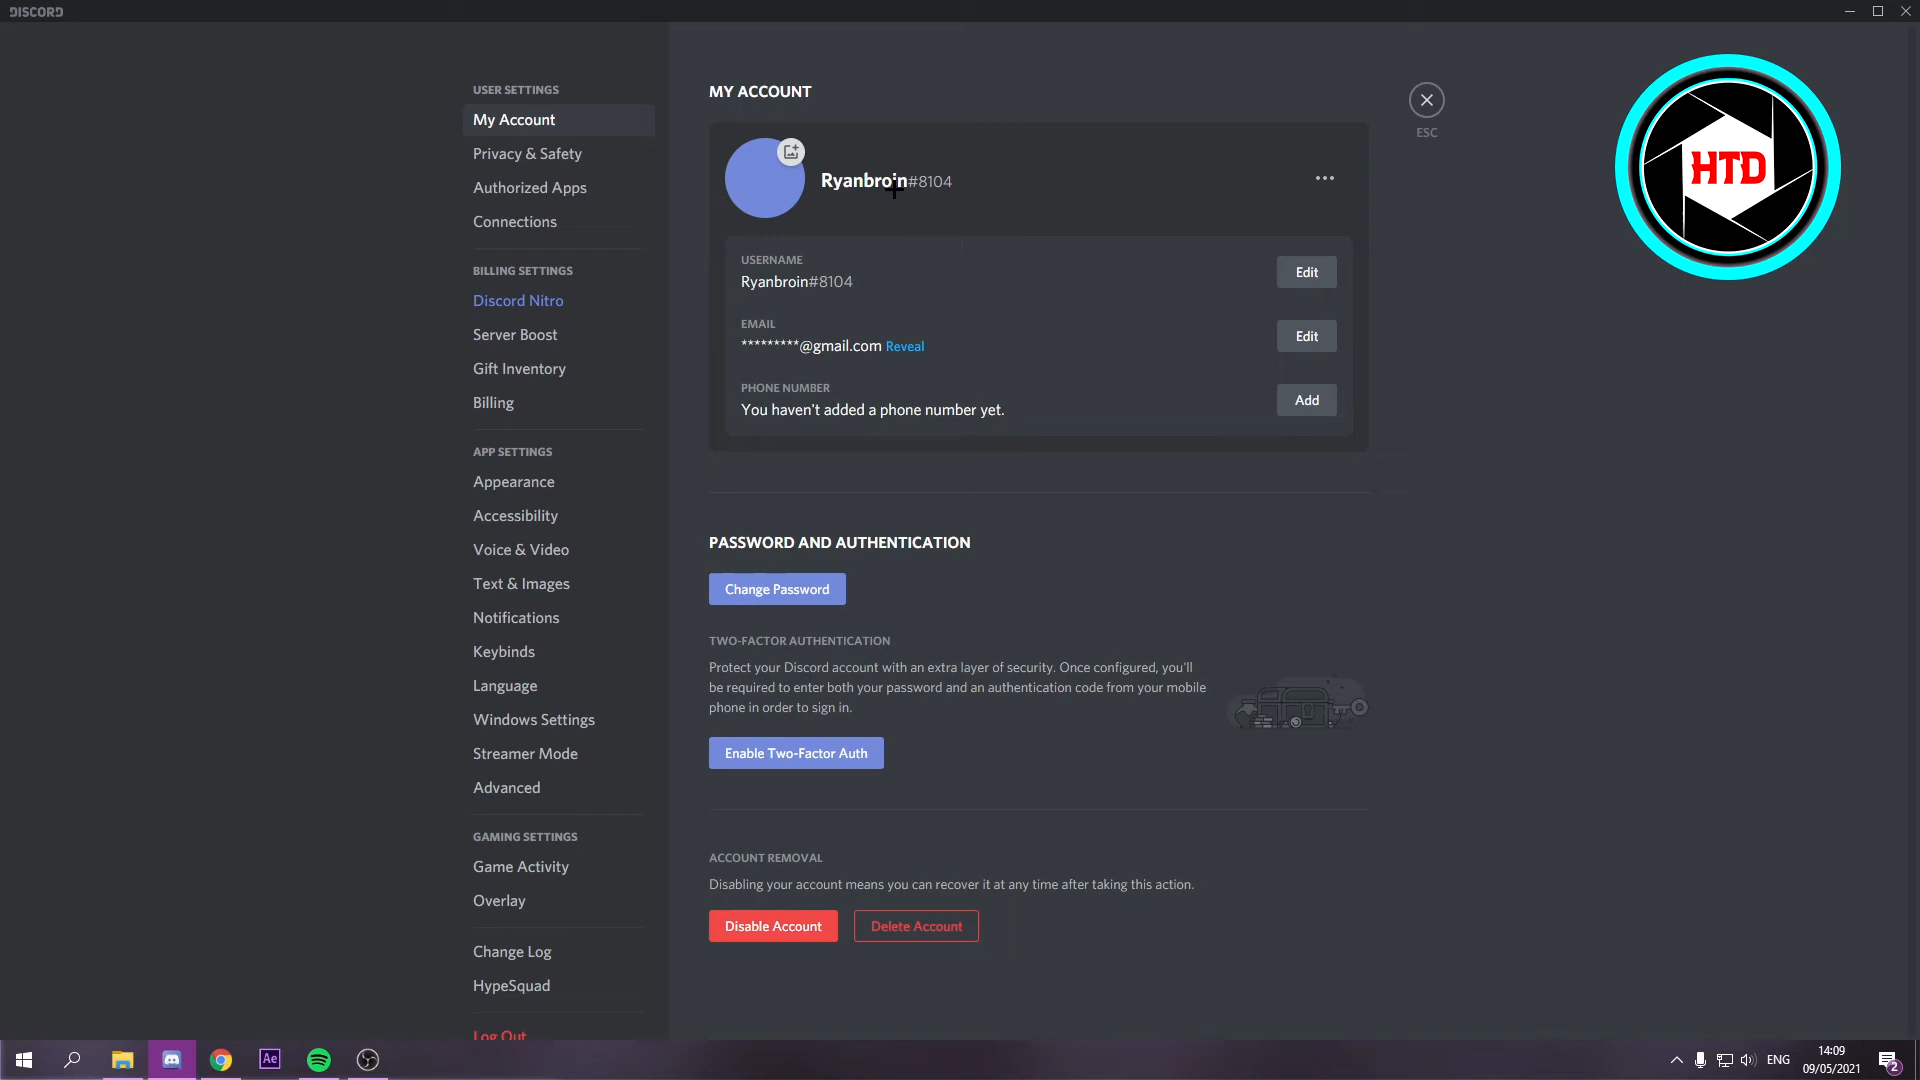 DISCORD
USER SETTINGS
My Account
Privacy & Safety
Authorized Apps
Connections
BILLING SETTINGS
Discord Nitro
Server Boost
Gift Inventory
Billing
APP SETTINGS
Appearance
Accessibility
Voice & Video
Text & Images
Notifications
Keybinds
Language
Windows Settings
Streamer Mode
Advanced
GAMING SETTINGS
Game Activity
Overlay
Change Log
HypeSquad
Log Out
MY ACCOUNT
Ryanbroin#8104
USERNAME
Ryanbroin#8104
Edit
EMAIL
*********@gmail.com Reveal
Edit
PHONE NUMBER
You haven't added a phone number yet.
Add
PASSWORD AND AUTHENTICATION
Change Password
TWO-FACTOR AUTHENTICATION
Protect your Discord account with an extra layer of security. Once configured, you'll
be required to enter both your password and an authentication code from your mobile
phone in order to sign in.
Enable Two-Factor Auth
ACCOUNT REMOVAL
Disabling your account means you can recover it at any time after taking this action.
Disable Account
Delete Account
ESC
HTD
Ae
ENG
14:09
09/05/2021
2